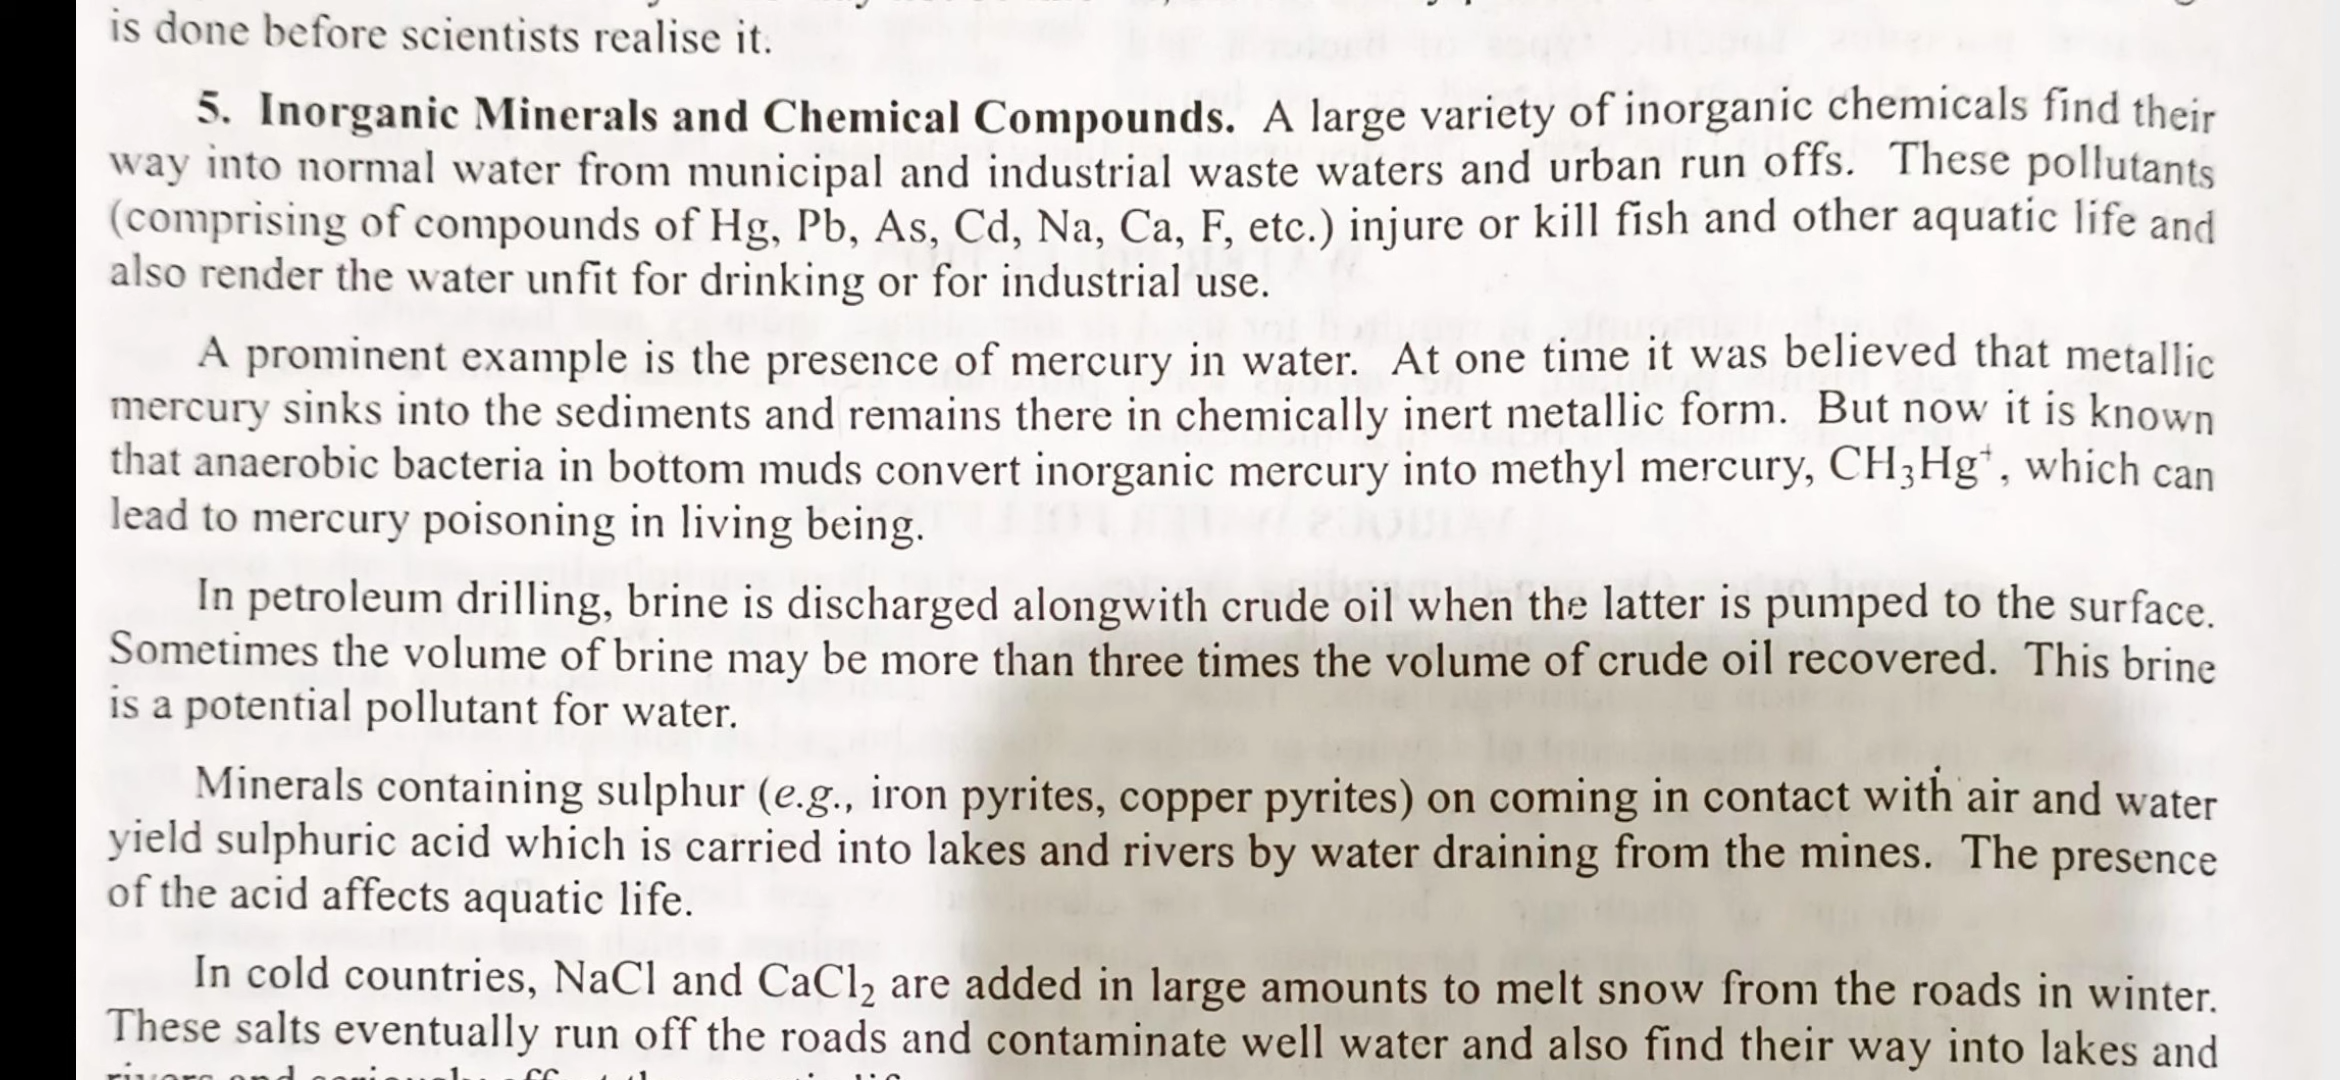 is done before scientists realise it.
5. Inorganic Minerals and Chemical Compounds. A large variety of inorganic chemicals find their
way into normal water from municipal and industrial waste waters and urban run offs. These pollutants
(comprising of compounds of Hg, Pb, As, Cd, Na, Ca, F, etc.) injure or kill fish and other aquatic life and
also render the water unfit for drinking or for industrial use.
A prominent example is the presence of mercury in water. At one time it was believed that metallic
mercury sinks into the sediments and remains there in chemically inert metallic form. But now it is known
that anaerobic bacteria in bottom muds convert inorganic mercury into methyl mercury, CH₃Hg⁺, which can
lead to mercury poisoning in living being.
In petroleum drilling, brine is discharged alongwith crude oil when the latter is pumped to the surface.
Sometimes the volume of brine may be more than three times the volume of crude oil recovered. This brine
is a potential pollutant for water.
Minerals containing sulphur (e.g., iron pyrites, copper pyrites) on coming in contact with air and water
yield sulphuric acid which is carried into lakes and rivers by water draining from the mines. The presence
of the acid affects aquatic life.
In cold countries, NaCl and CaCl₂ are added in large amounts to melt snow from the roads in winter.
These salts eventually run off the roads and contaminate well water and also find their way into lakes and